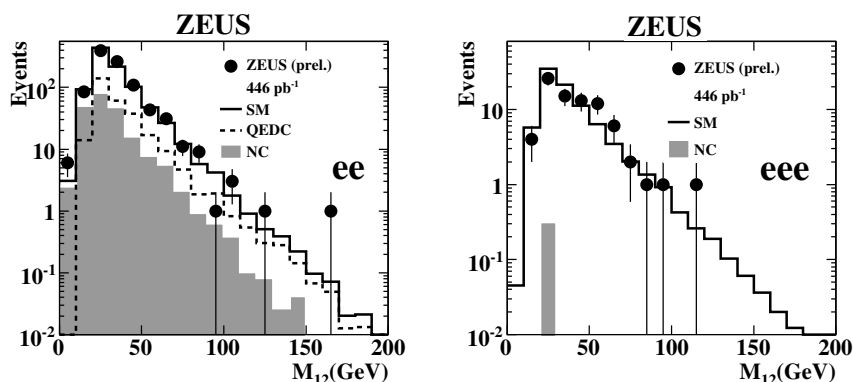 ZEUS
Events
ZEUS (prel.)
446 pb⁻¹
SM
QEDC
NC
ee
10²
10
1
10⁻¹
10⁻²
0 50 100 150 200
M₁₂(GeV)
ZEUS
Events
ZEUS (prel.)
446 pb⁻¹
SM
NC
eee
10²
10
1
10⁻¹
10⁻²
0 50 100 150 200
M₁₂(GeV)